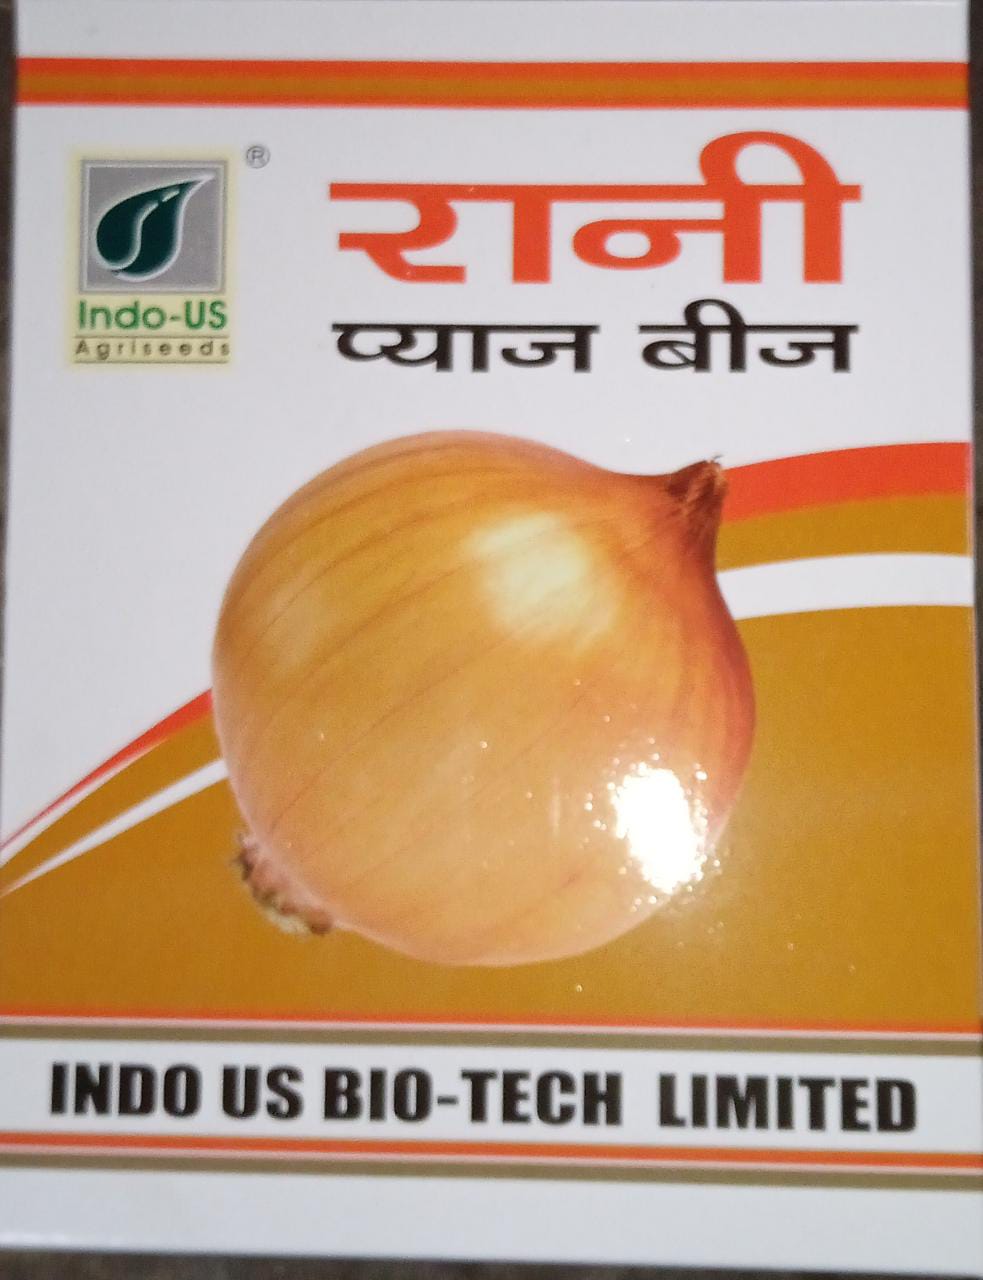 ®
रानी
Indo-US
Agriseeds
प्याज बीज
INDO US BIO-TECH LIMITED